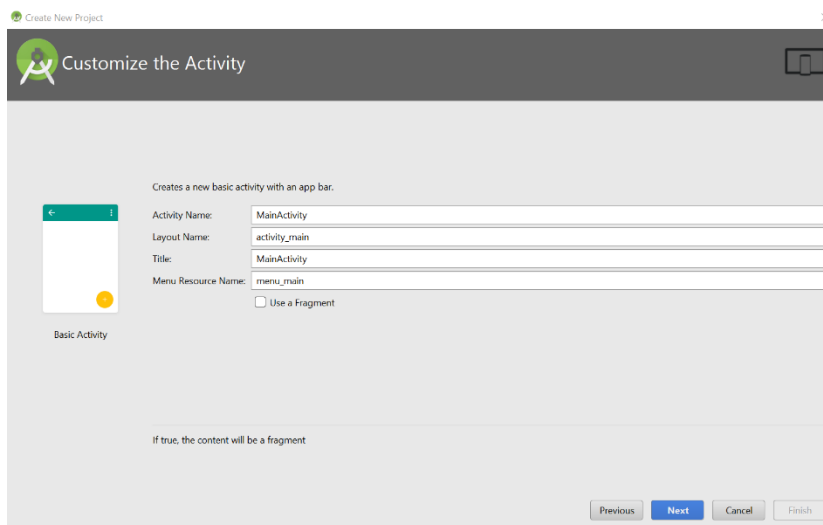 Create New Project
Customize the Activity
Creates a new basic activity with an app bar.
Activity Name: MainActivity
Layout Name: activity_main
Title: MainActivity
Menu Resource Name: menu_main
Use a Fragment
Basic Activity
If true, the content will be a fragment
Previous Next Cancel Finish